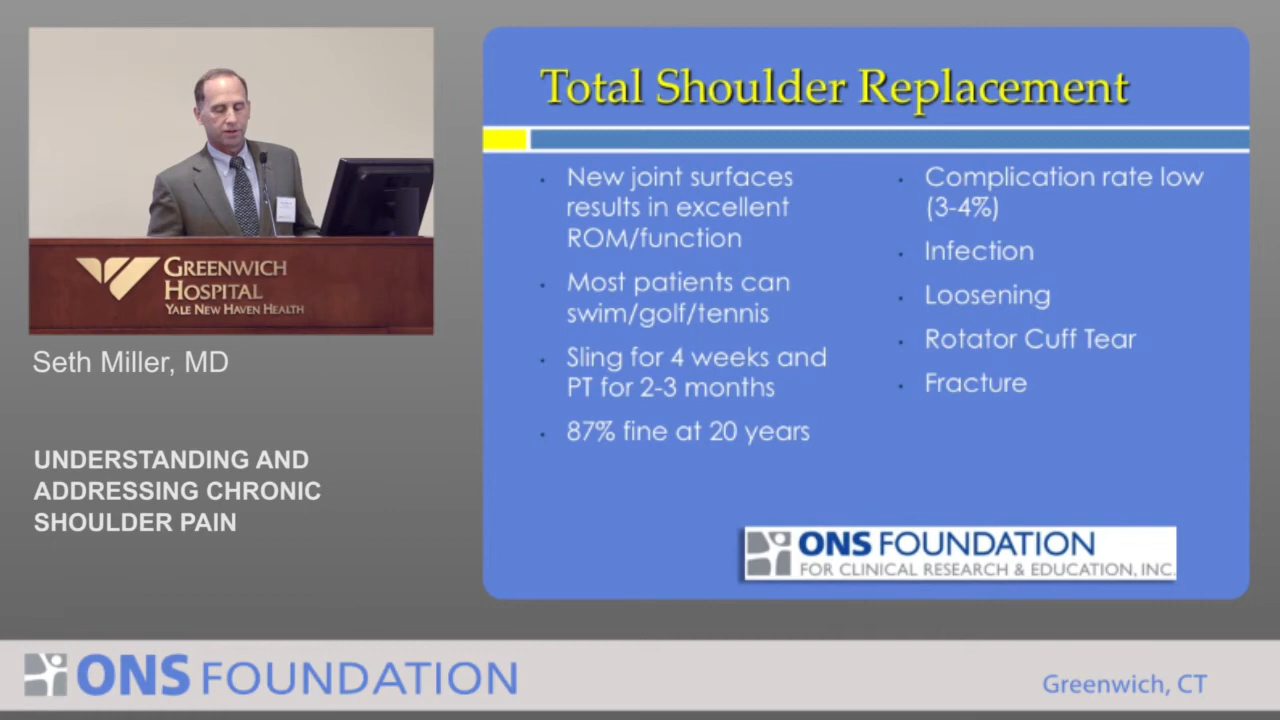 GREENWICH
HOSPITAL
YALE NEW HAVEN HEALTH
Seth Miller, MD
UNDERSTANDING AND
ADDRESSING CHRONIC
SHOULDER PAIN
Total Shoulder Replacement
· New joint surfaces
results in excellent
ROM/function
· Most patients can
swim/golf/tennis
· Sling for 4 weeks and
PT for 2-3 months
· 87% fine at 20 years
· Complication rate low
(3-4%)
· Infection
· Loosening
· Rotator Cuff Tear
· Fracture
ONS FOUNDATION
FOR CLINICAL RESEARCH & EDUCATION, INC.
ONS FOUNDATION
Greenwich, CT